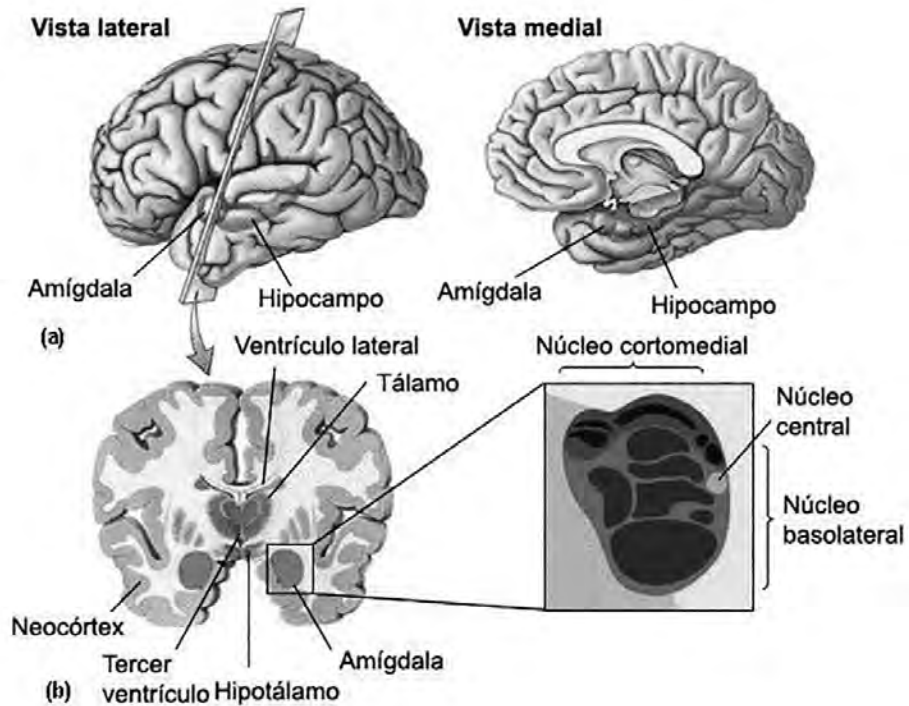 Vista lateral
Vista medial
Amígdala
Hipocampo
Amígdala
Hipocampo
(a)
Ventrículo lateral
Tálamo
Núcleo cortomedial
Núcleo
central
Núcleo
basolateral
Neocórtex
Tercer
ventrículo
Hipotálamo
Amígdala
(b)